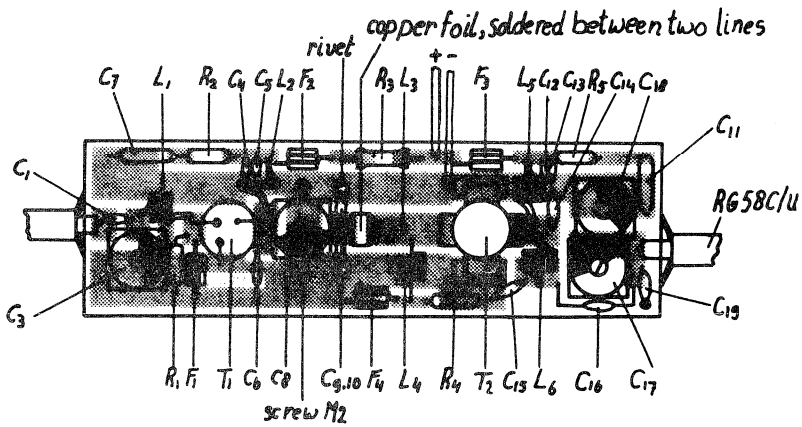 copper foil, soldered between two lines
rivet
+ -
C7 L1 R2 C4 C5 L2 F2 R3 L3 F3 L5 C12 C13 R5 C14 C18
C11
C1
RG58C/U
C3
C19
R1 F1 T1 C6 C8 C9.10 F4 L4 R4 T2 C15 L6 C16 C17
screw M2